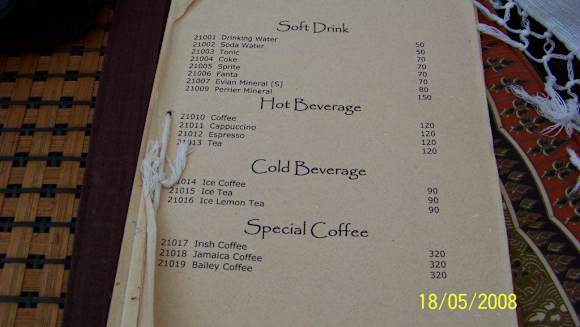 Soft Drink
21001 Drinking Water 50
21002 Soda Water 50
21003 Tonic 70
21004 Coke 70
21005 Sprite 70
21006 Fanta 70
21007 Evian Mineral [S] 80
21009 Perrier Mineral 150
Hot Beverage
21010 Coffee 120
21011 Cappuccino 120
21012 Espresso 120
013 Tea 120
Cold Beverage
014 Ice Coffee 90
21015 Ice Tea 90
21016 Ice Lemon Tea 90
Special Coffee
21017 Irish Coffee 320
21018 Jamaica Coffee 320
21019 Bailey Coffee 320
18/05/2008